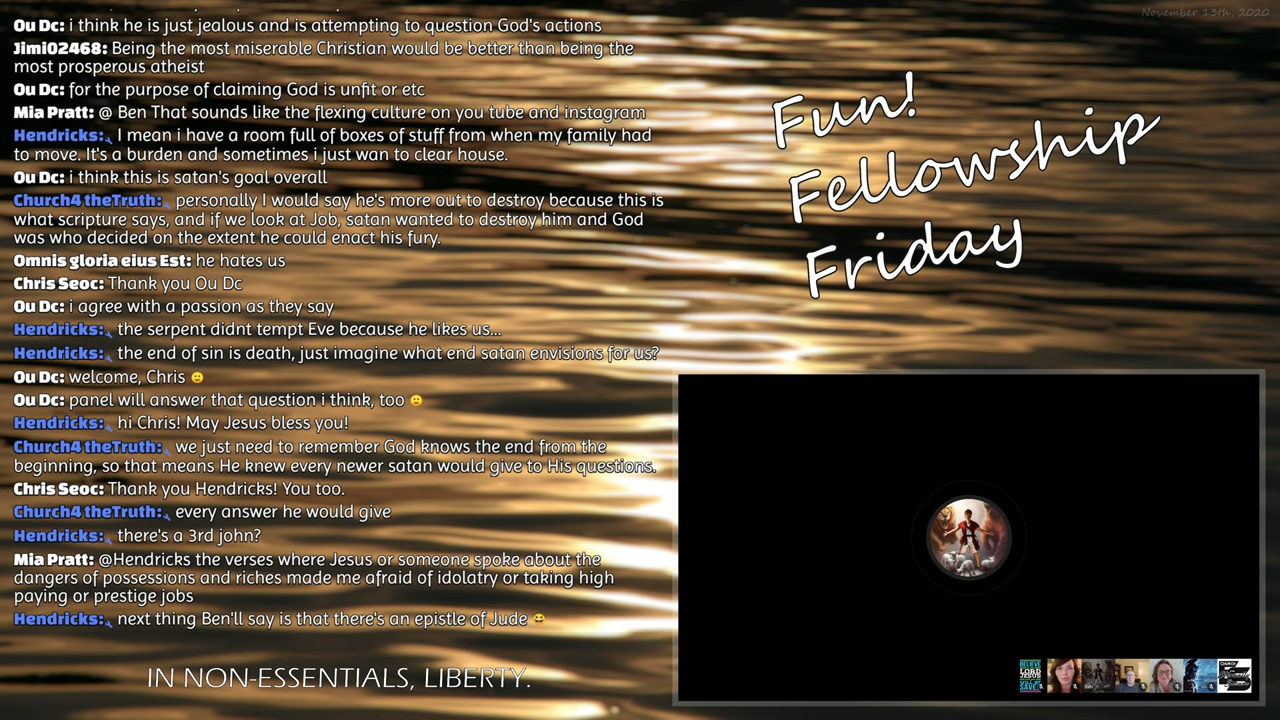 November 13th, 2020
Ou Dc: i think he is just jealous and is attempting to question God's actions
Jimi02468: Being the most miserable Christian would be better than being the
most prosperous atheist
Ou Dc: for the purpose of claiming God is unfit or etc
Mia Pratt: @ Ben That sounds like the flexing culture on you tube and instagram
Hendricks: I mean i have a room full of boxes of stuff from when my family had
to move. It's a burden and sometimes i just wan to clear house.
Ou Dc: i think this is satan's goal overall
Church4 theTruth: personally I would say he's more out to destroy because this is
what scripture says, and if we look at Job, satan wanted to destroy him and God
was who decided on the extent he could enact his fury.
Omnis gloria eius Est: he hates us
Chris Seoc: Thank you Ou Dc
Ou Dc: i agree with a passion as they say
Hendricks: the serpent didnt tempt Eve because he likes us...
Hendricks: the end of sin is death, just imagine what end satan envisions for us?
Ou Dc: welcome, Chris 🙂
Ou Dc: panel will answer that question i think, too 🙂
Hendricks: hi Chris! May Jesus bless you!
Church4 theTruth: we just need to remember God knows the end from the
beginning, so that means He knew every newer satan would give to His questions.
Chris Seoc: Thank you Hendricks! You too.
Church4 theTruth: every answer he would give
Hendricks: there's a 3rd john?
Mia Pratt: @Hendricks the verses where Jesus or someone spoke about the
dangers of possessions and riches made me afraid of idolatry or taking high
paying or prestige jobs
Hendricks: next thing Ben'll say is that there's an epistle of Jude 😆
IN NON-ESSENTIALS, LIBERTY.
Fun!
Fellowship
Friday
BELIEVE
LORD
JESUS
SAVE
CHURCH